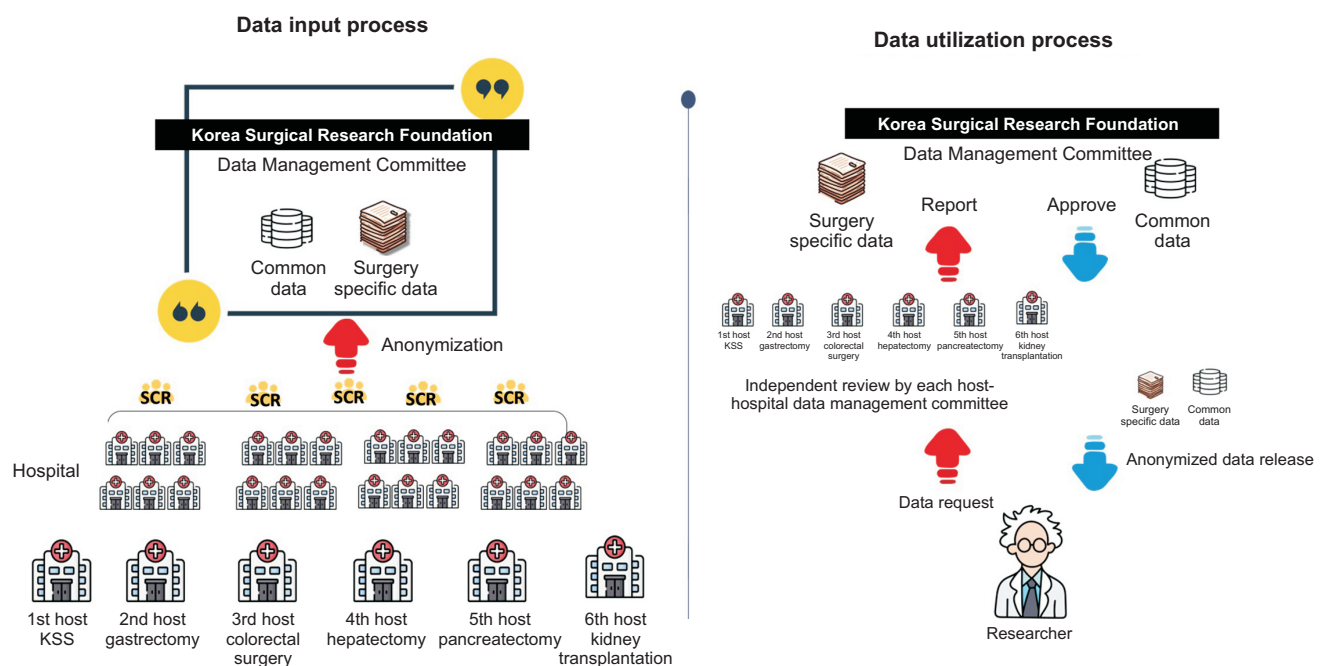 Data input process
Korea Surgical Research Foundation
Data Management Committee
Common
data
Surgery
specific data
Anonymization
SCR
SCR
SCR
SCR
SCR
Hospital
1st host
KSS
2nd host
gastrectomy
3rd host
colorectal
surgery
4th host
hepatectomy
5th host
pancreatectomy
6th host
kidney
transplantation
Data utilization process
Korea Surgical Research Foundation
Data Management Committee
Surgery
specific data
Report
Approve
Common
data
1st host
KSS
2nd host
gastrectomy
3rd host
colorectal
surgery
4th host
hepatectomy
5th host
pancreatectomy
6th host
kidney
transplantation
Independent review by each host-
hospital data management committee
Surgery
specific data
Common
data
Anonymized data release
Data request
Researcher